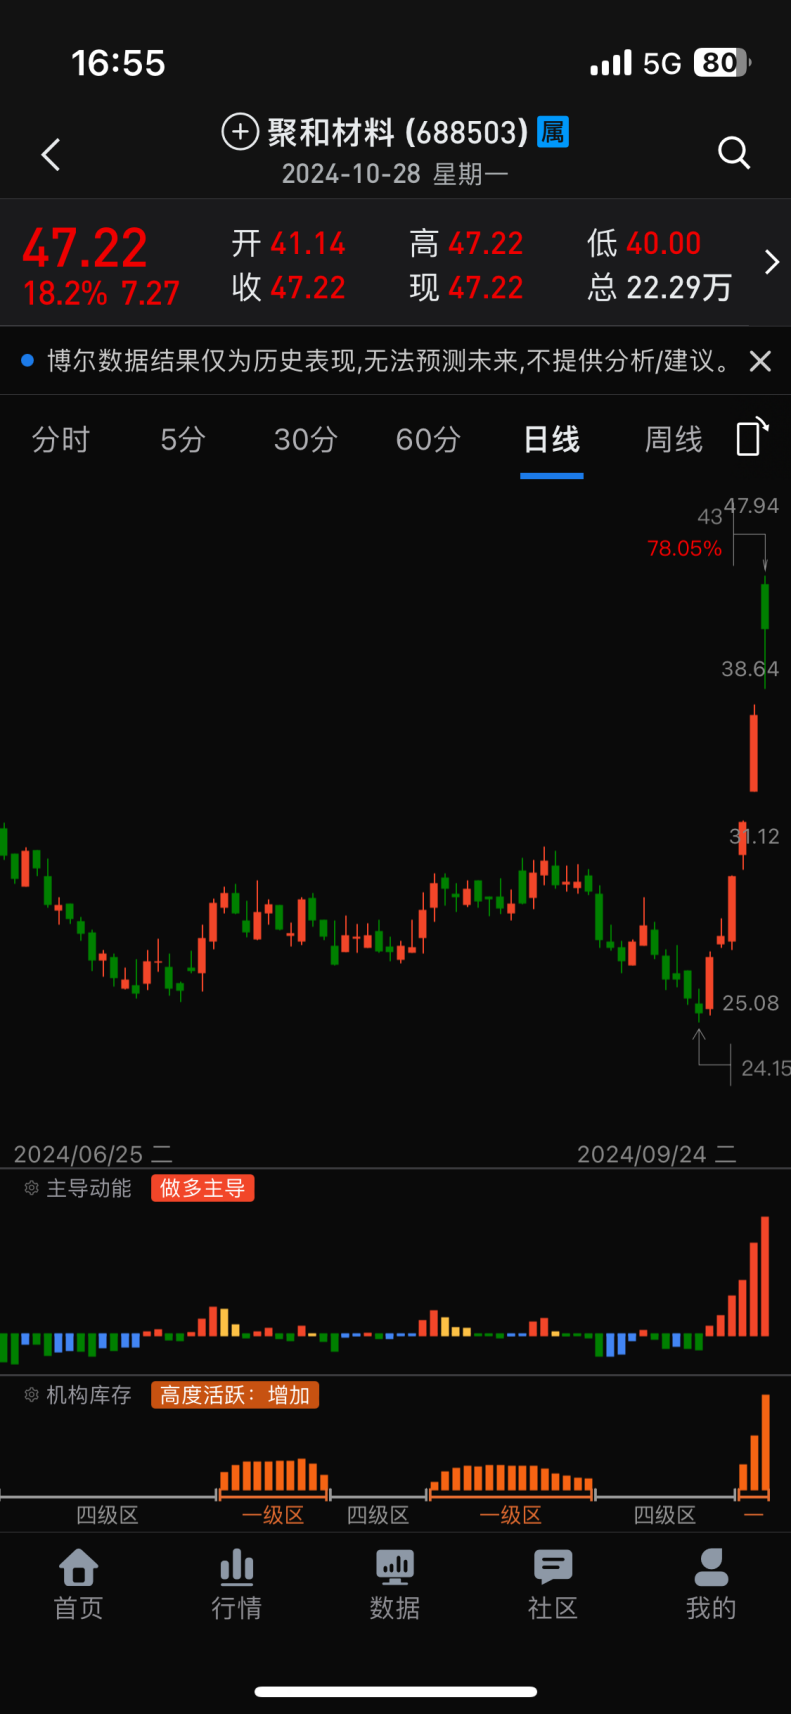 16:55
5G 80
聚和材料 (688503) 属
2024-10-28 星期一
47.22 开 41.14 高 47.22 低 40.00
18.2% 7.27 收 47.22 现 47.22 总 22.29万
博尔数据结果仅为历史表现,无法预测未来,不提供分析/建议。
分时 5分 30分 60分 日线 周线
47.94
43
78.05%
38.64
31.12
25.08
24.15
2024/06/25 二 2024/09/24 二
主导动能 做多主导
机构库存 高度活跃: 增加
四级区 一级区 四级区 一级区 四级区 一
首页 行情 数据 社区 我的